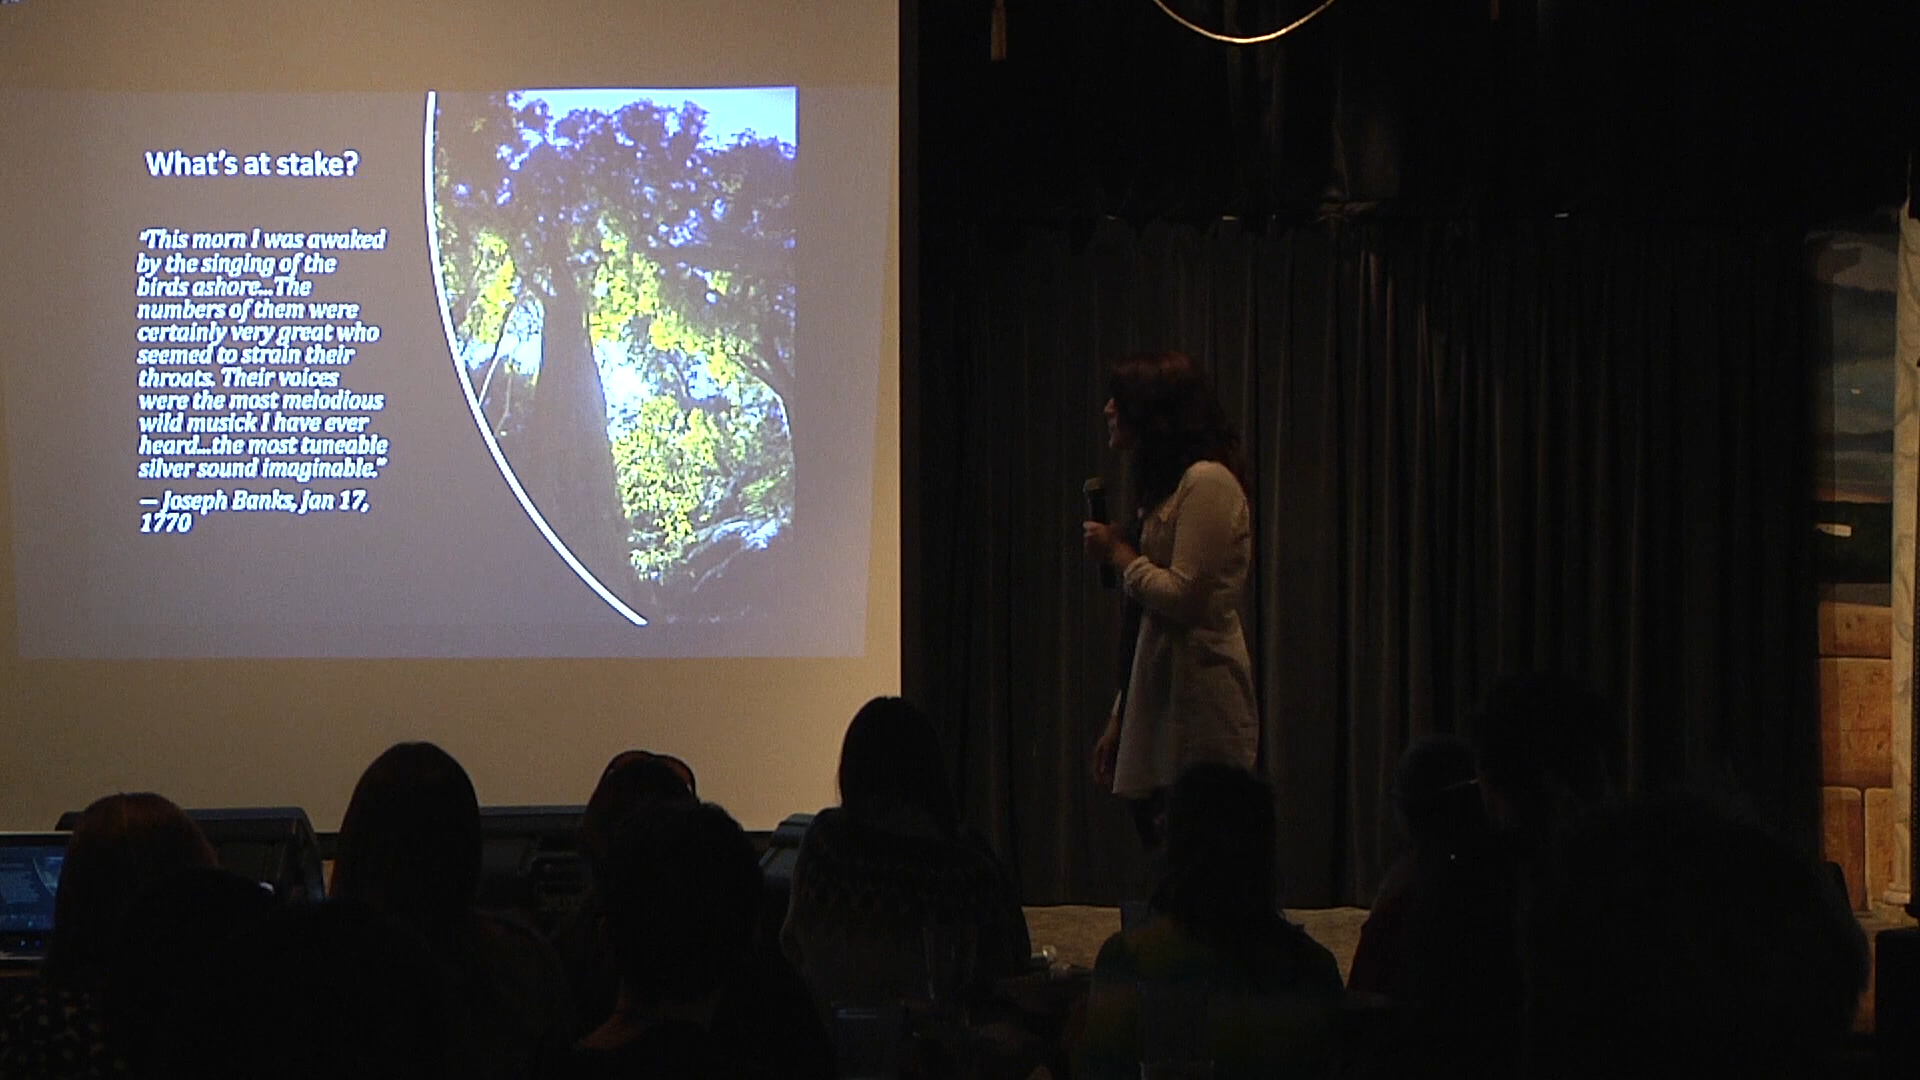 What's at stake?
"This morn I was awaked
by the singing of the
birds ashore...The
numbers of them were
certainly very great who
seemed to strain their
throats. Their voices
were the most melodious
wild musick I have ever
heard...the most tuneable
silver sound imaginable."
— Joseph Banks, Jan 17,
1770